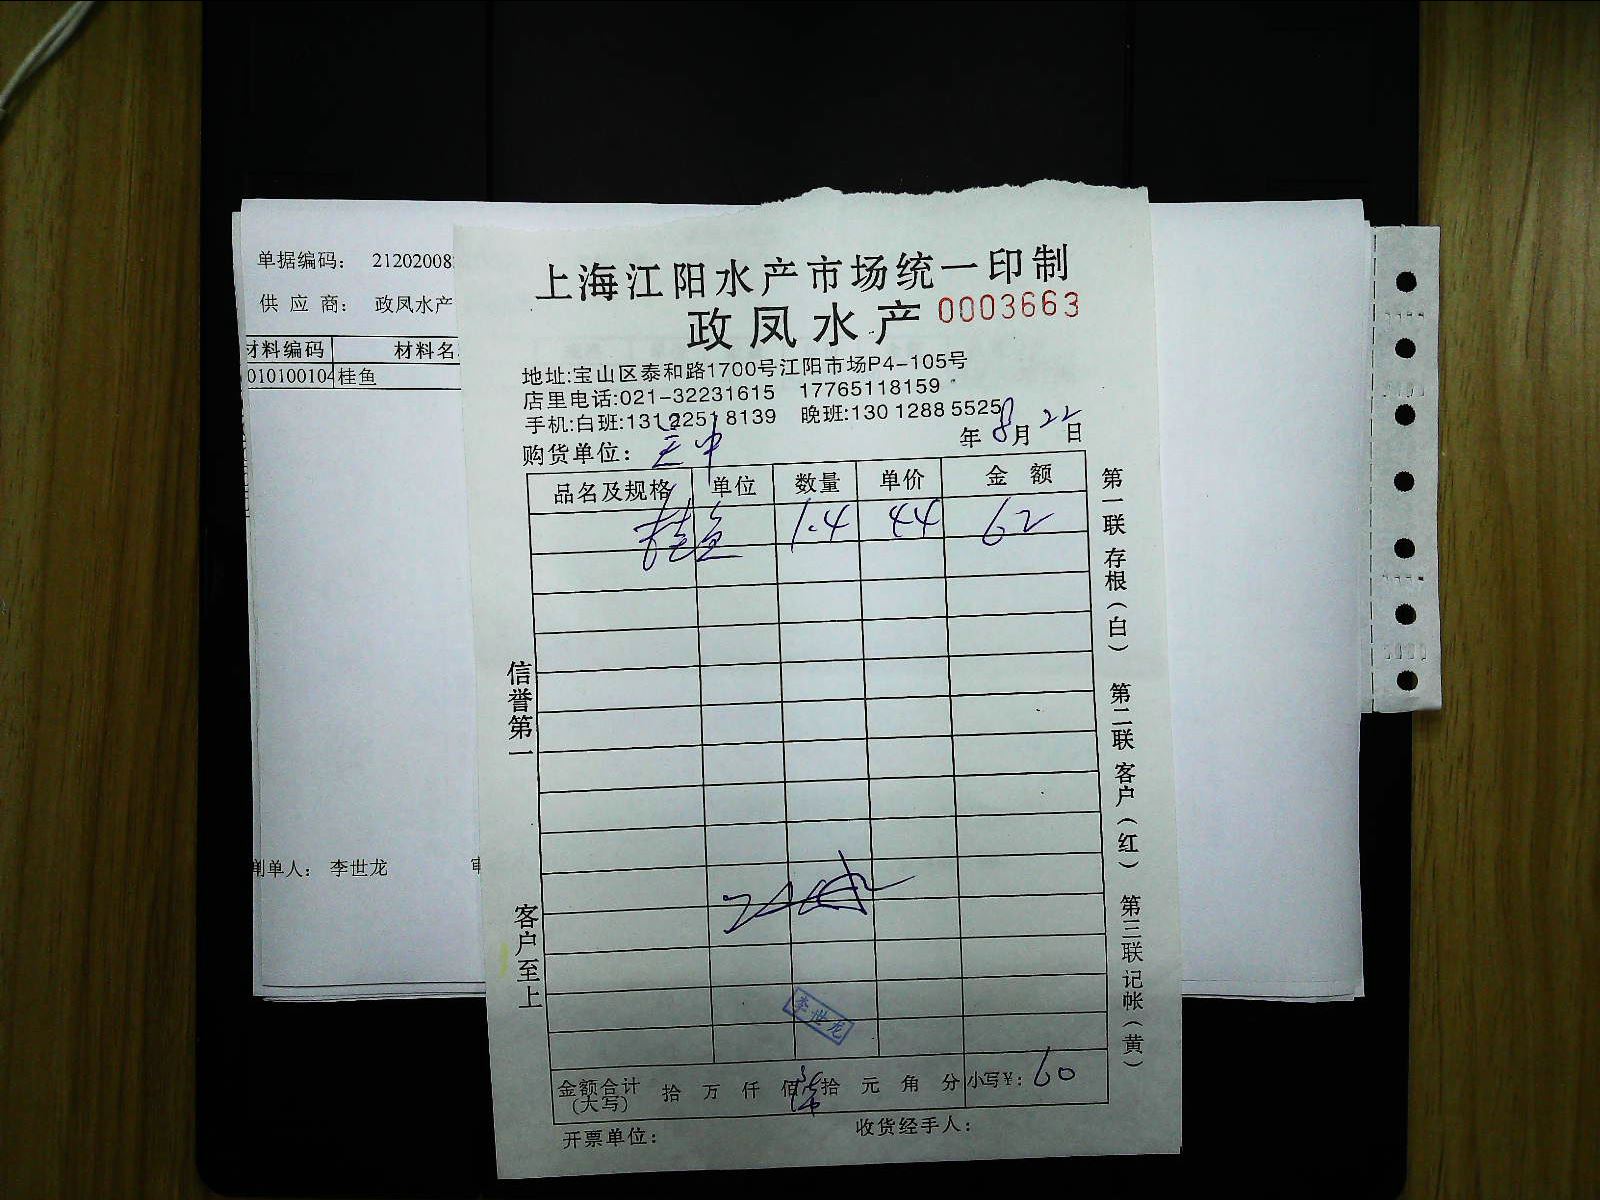 单据编码： 21202008
供 应 商： 政凤水产
材料编码 材料名
010100104 桂鱼
制单人： 李世龙
上海江阳水产市场统一印制
政凤水产 0003663
地址:宝山区泰和路1700号江阳市场P4-105号
店里电话:021-32231615 17765118159
手机:白班:13122518139 晚班:130 1288 5525
购货单位： 年 8月 22日
品名及规格 单位 数量 单价 金 额
桂鱼 1.4 44 62
李世龙
金额合计 拾 万 仟 佰 拾 元 角 分 小写¥: 60
(大写)
开票单位： 收货经手人：
信誉第一
客户至上
第一联 存根（白）
第二联 客户（红）
第三联 记帐（黄）